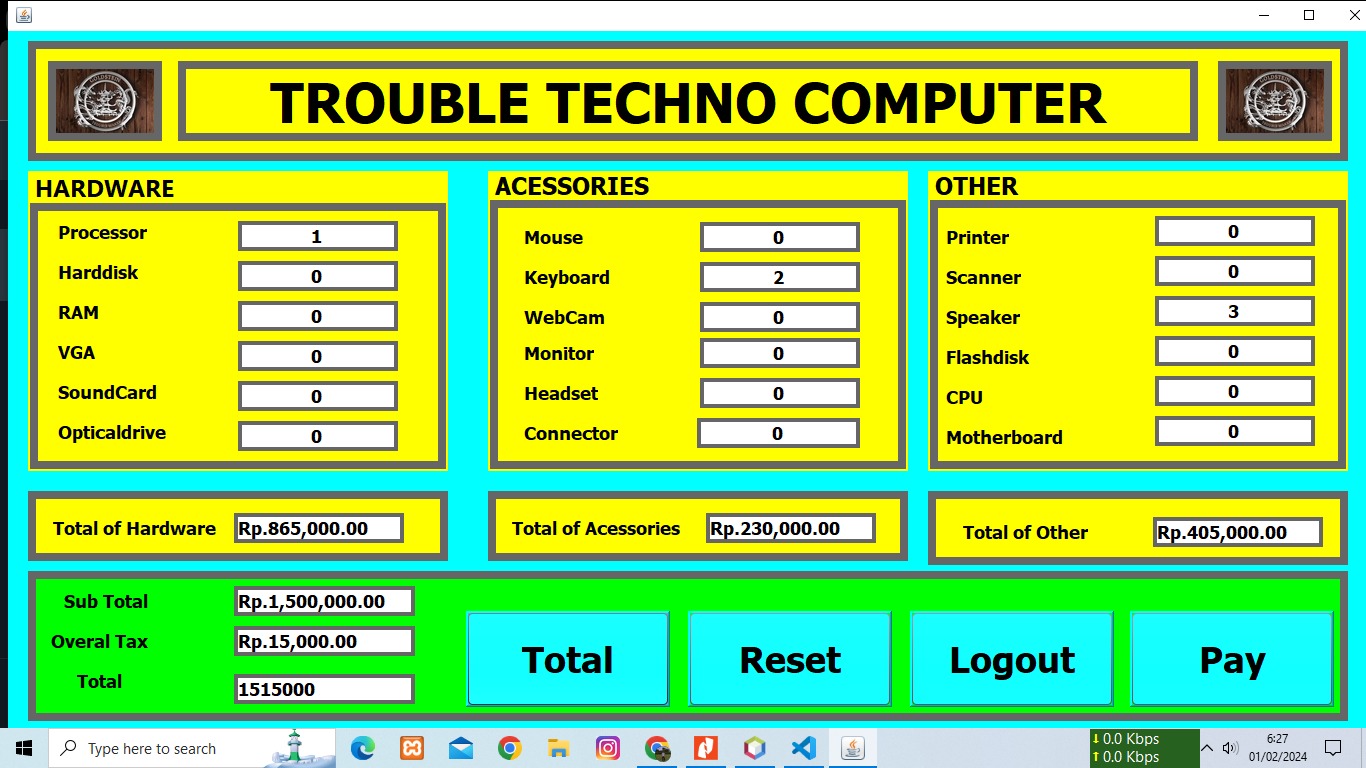 GOLDSTEIN
TROUBLE TECHNO COMPUTER
GOLDSTEIN
HARDWARE
Processor 1
Harddisk 0
RAM 0
VGA 0
SoundCard 0
Opticaldrive 0
ACESSORIES
Mouse 0
Keyboard 2
WebCam 0
Monitor 0
Headset 0
Connector 0
OTHER
Printer 0
Scanner 0
Speaker 3
Flashdisk 0
CPU 0
Motherboard 0
Total of Hardware Rp.865,000.00
Total of Acessories Rp.230,000.00
Total of Other Rp.405,000.00
Sub Total Rp.1,500,000.00
Overal Tax Rp.15,000.00
Total 1515000
Total
Reset
Logout
Pay
Type here to search
0.0 Kbps
0.0 Kbps
6:27
01/02/2024